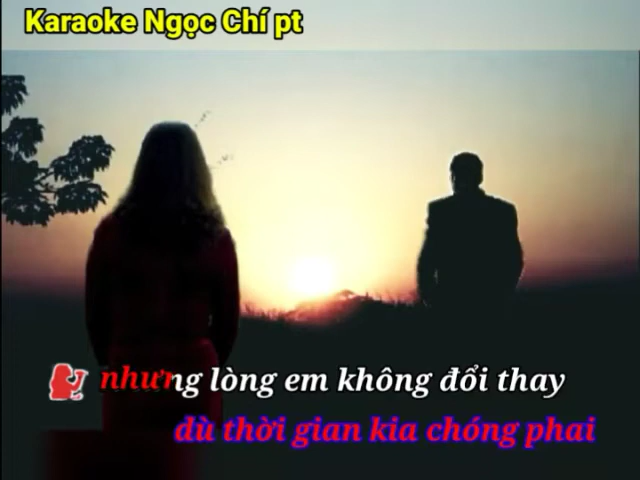 Karaoke Ngọc Chí pt
nhưng lòng em không đổi thay
dù thời gian kia chóng phai